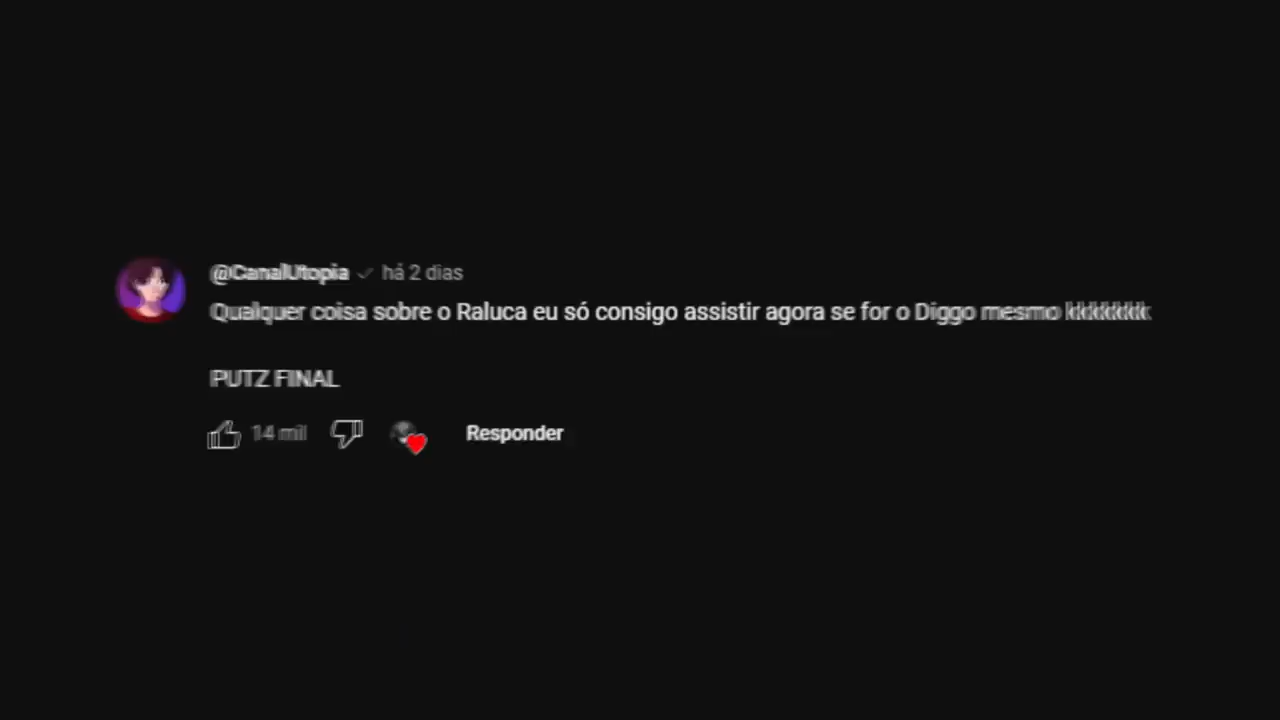 @CanalUtopia há 2 dias
Qualquer coisa sobre o Raluca eu só consigo assistir agora se for o Diggo mesmo kkkkkkkk
PUTZ FINAL
14 mil Responder